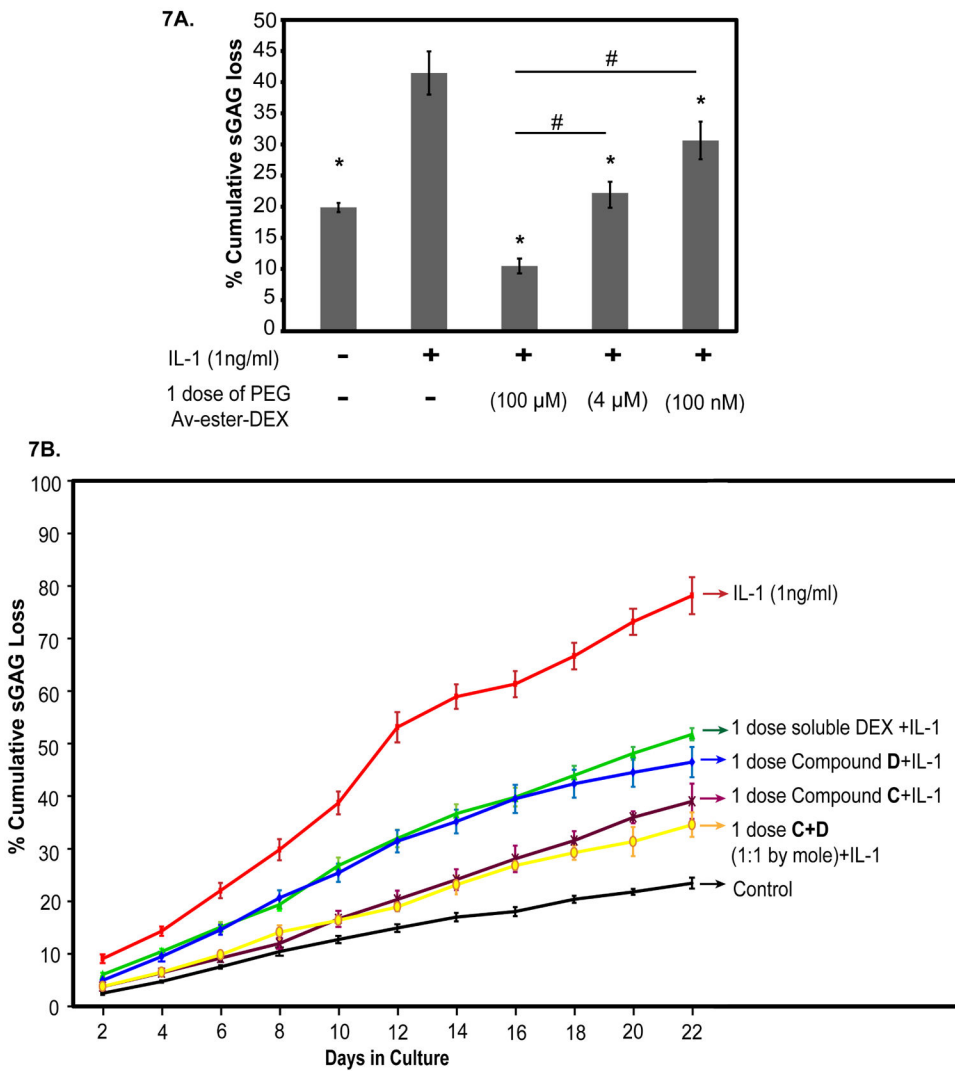 7A.
% Cumulative sGAG loss
50
45
40
35
30
25
20
15
10
5
0
*
*
*
*
#
#
IL-1 (1ng/ml) - + + + +
1 dose of PEG
Av-ester-DEX
- - (100 µM) (4 µM) (100 nM)
7B.
% Cumulative sGAG Loss
100
90
80
70
60
50
40
30
20
10
0
2 4 6 8 10 12 14 16 18 20 22
Days in Culture
IL-1 (1ng/ml)
1 dose soluble DEX +IL-1
1 dose Compound D+IL-1
1 dose Compound C+IL-1
1 dose C+D
(1:1 by mole)+IL-1
Control